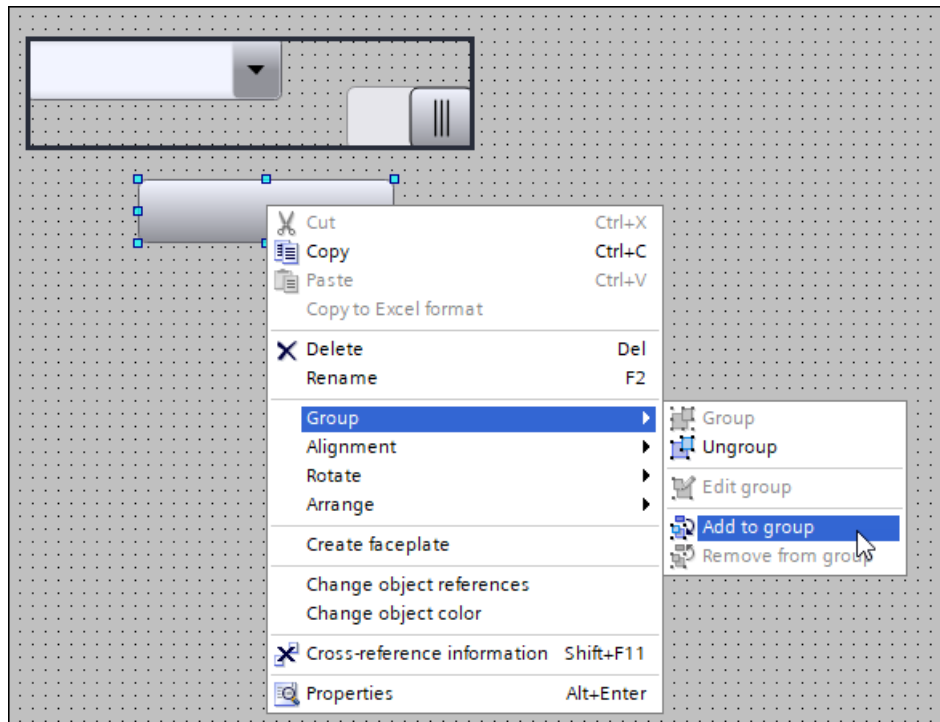 Cut Ctrl+X
Copy Ctrl+C
Paste Ctrl+V
Copy to Excel format
Delete Del
Rename F2
Group
Alignment
Rotate
Arrange
Create faceplate
Change object references
Change object color
Cross-reference information Shift+F11
Properties Alt+Enter
Group
Ungroup
Edit group
Add to group
Remove from group